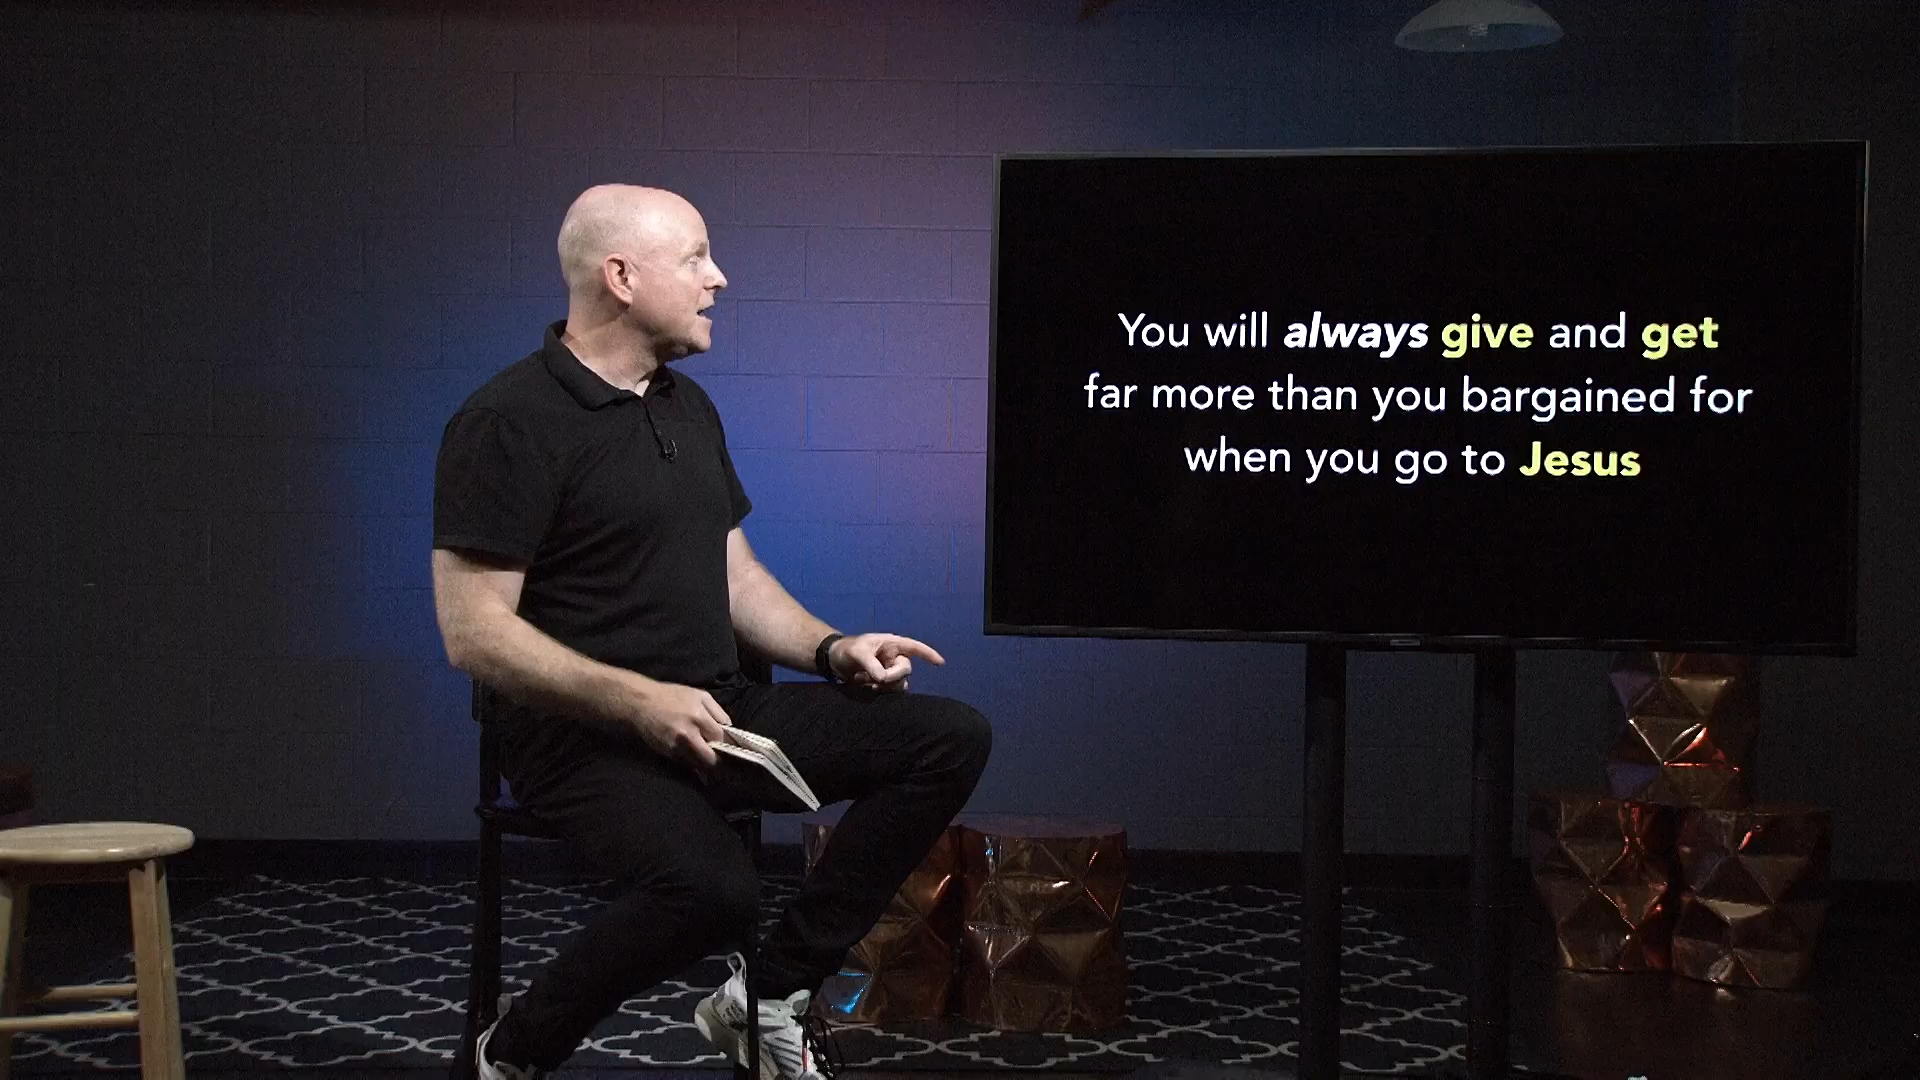 You will always give and get
far more than you bargained for
when you go to Jesus